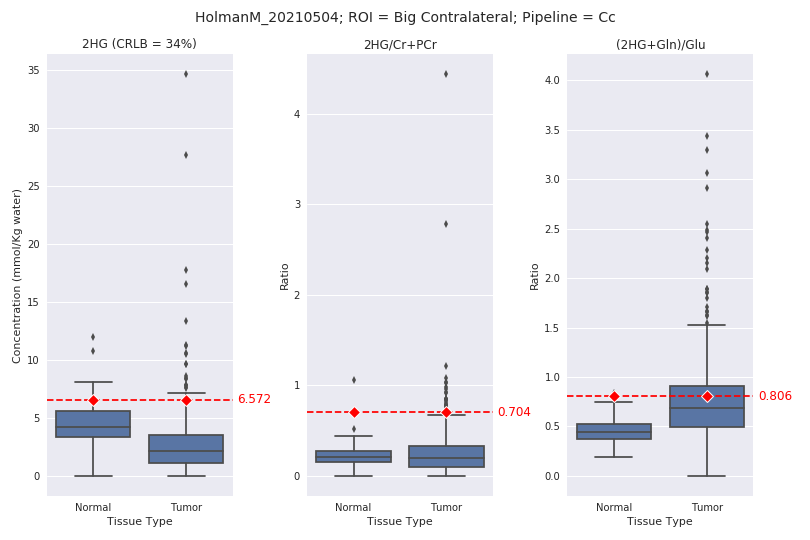 HolmanM_20210504; ROI = Big Contralateral; Pipeline = Cc
2HG (CRLB = 34%)
Concentration (mmol/Kg water)
35
30
25
20
15
10
5
0
6.572
Normal
Tumor
Tissue Type
2HG/Cr+PCr
Ratio
4
3
2
1
0
0.704
Normal
Tumor
Tissue Type
(2HG+Gln)/Glu
Ratio
4.0
3.5
3.0
2.5
2.0
1.5
1.0
0.5
0.0
0.806
Normal
Tumor
Tissue Type